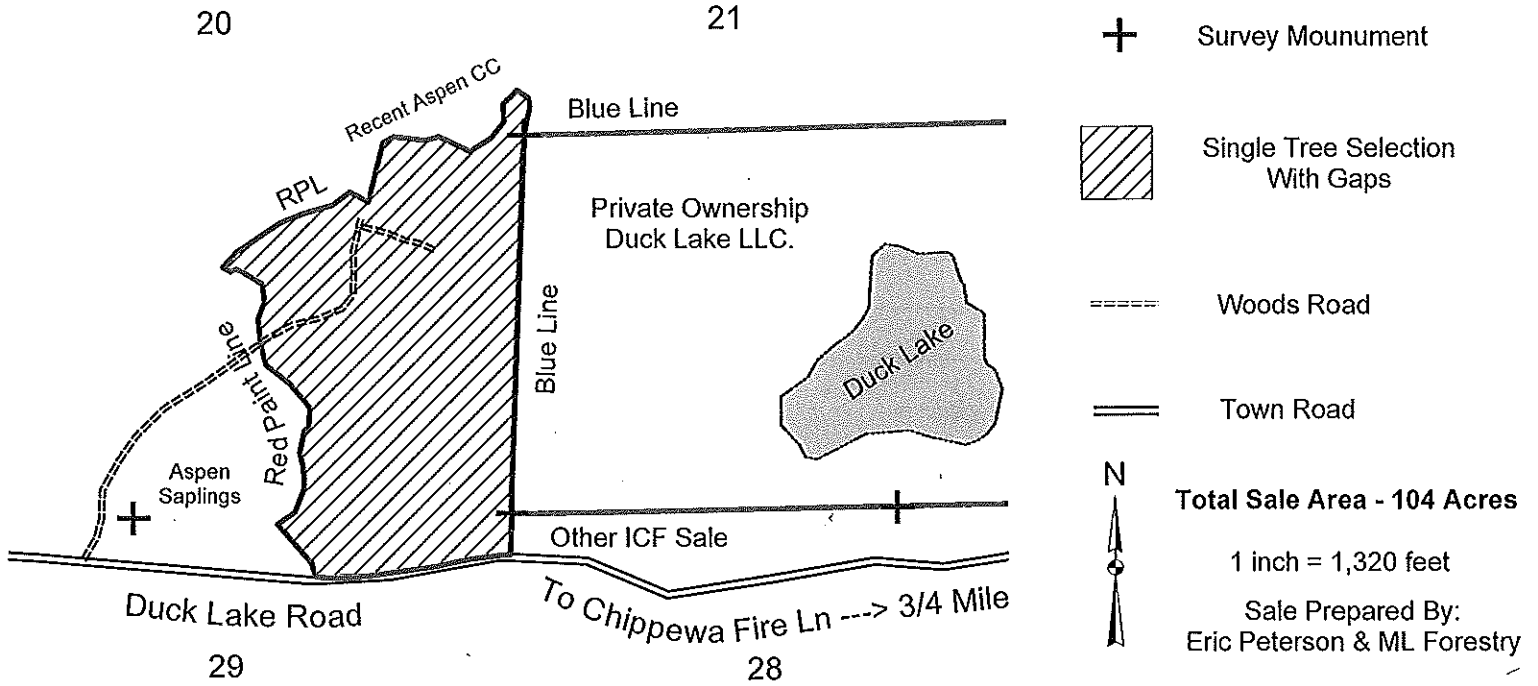 20
21
Recent Aspen CC
Blue Line
RPL
Private Ownership
Duck Lake LLC.
Duck Lake
Blue Line
Red Paint Line
Aspen
Saplings
Other ICF Sale
Duck Lake Road
To Chippewa Fire Ln ---> 3/4 Mile
29
28
Survey Mounument
Single Tree Selection
With Gaps
Woods Road
Town Road
N
Total Sale Area - 104 Acres
1 inch = 1,320 feet
Sale Prepared By:
Eric Peterson & ML Forestry